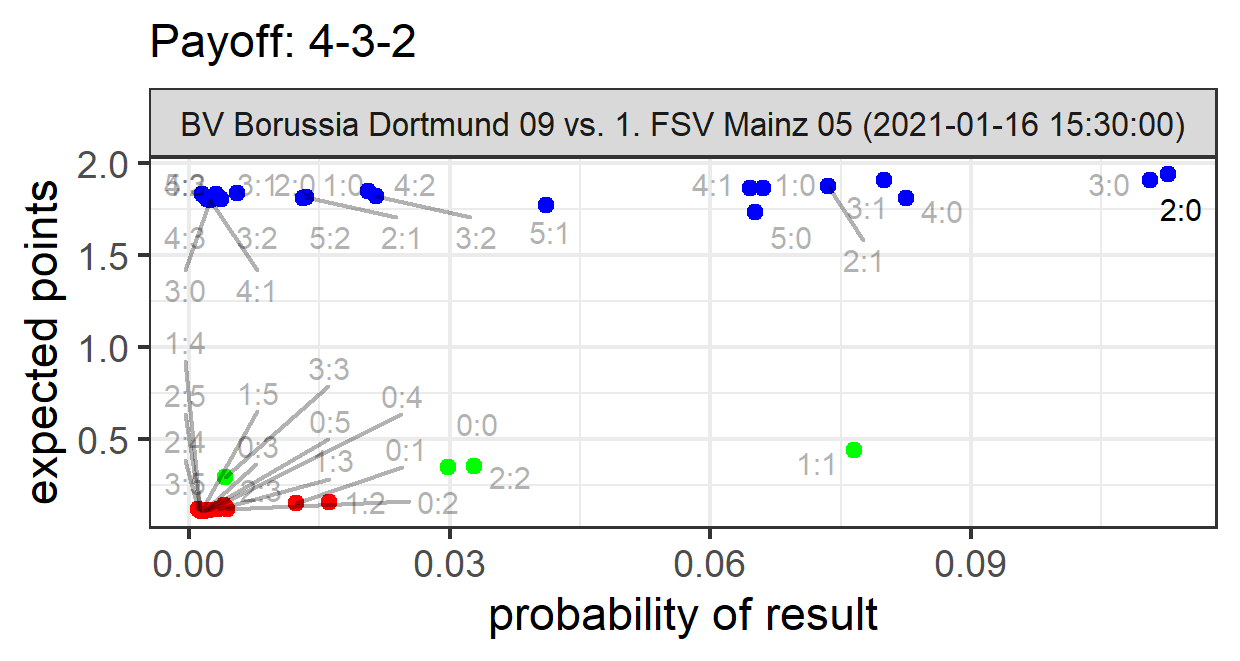 Payoff: 4-3-2
BV Borussia Dortmund 09 vs. 1. FSV Mainz 05 (2021-01-16 15:30:00)
expected points
2.0
1.5
1.0
0.5
3:1 2:0 1:0 4:2 4:1 1:0 3:0
3:1 4:0 2:0
4:3 3:2 5:2 2:1 3:2 5:1 5:0
2:1
3:0 4:1
1:4
3:3
2:5 1:5 0:4
0:5 0:0
2:4 0:3 0:1
1:3 1:1
3:5 2:3 2:2
1:2 0:2
0.00 0.03 0.06 0.09
probability of result